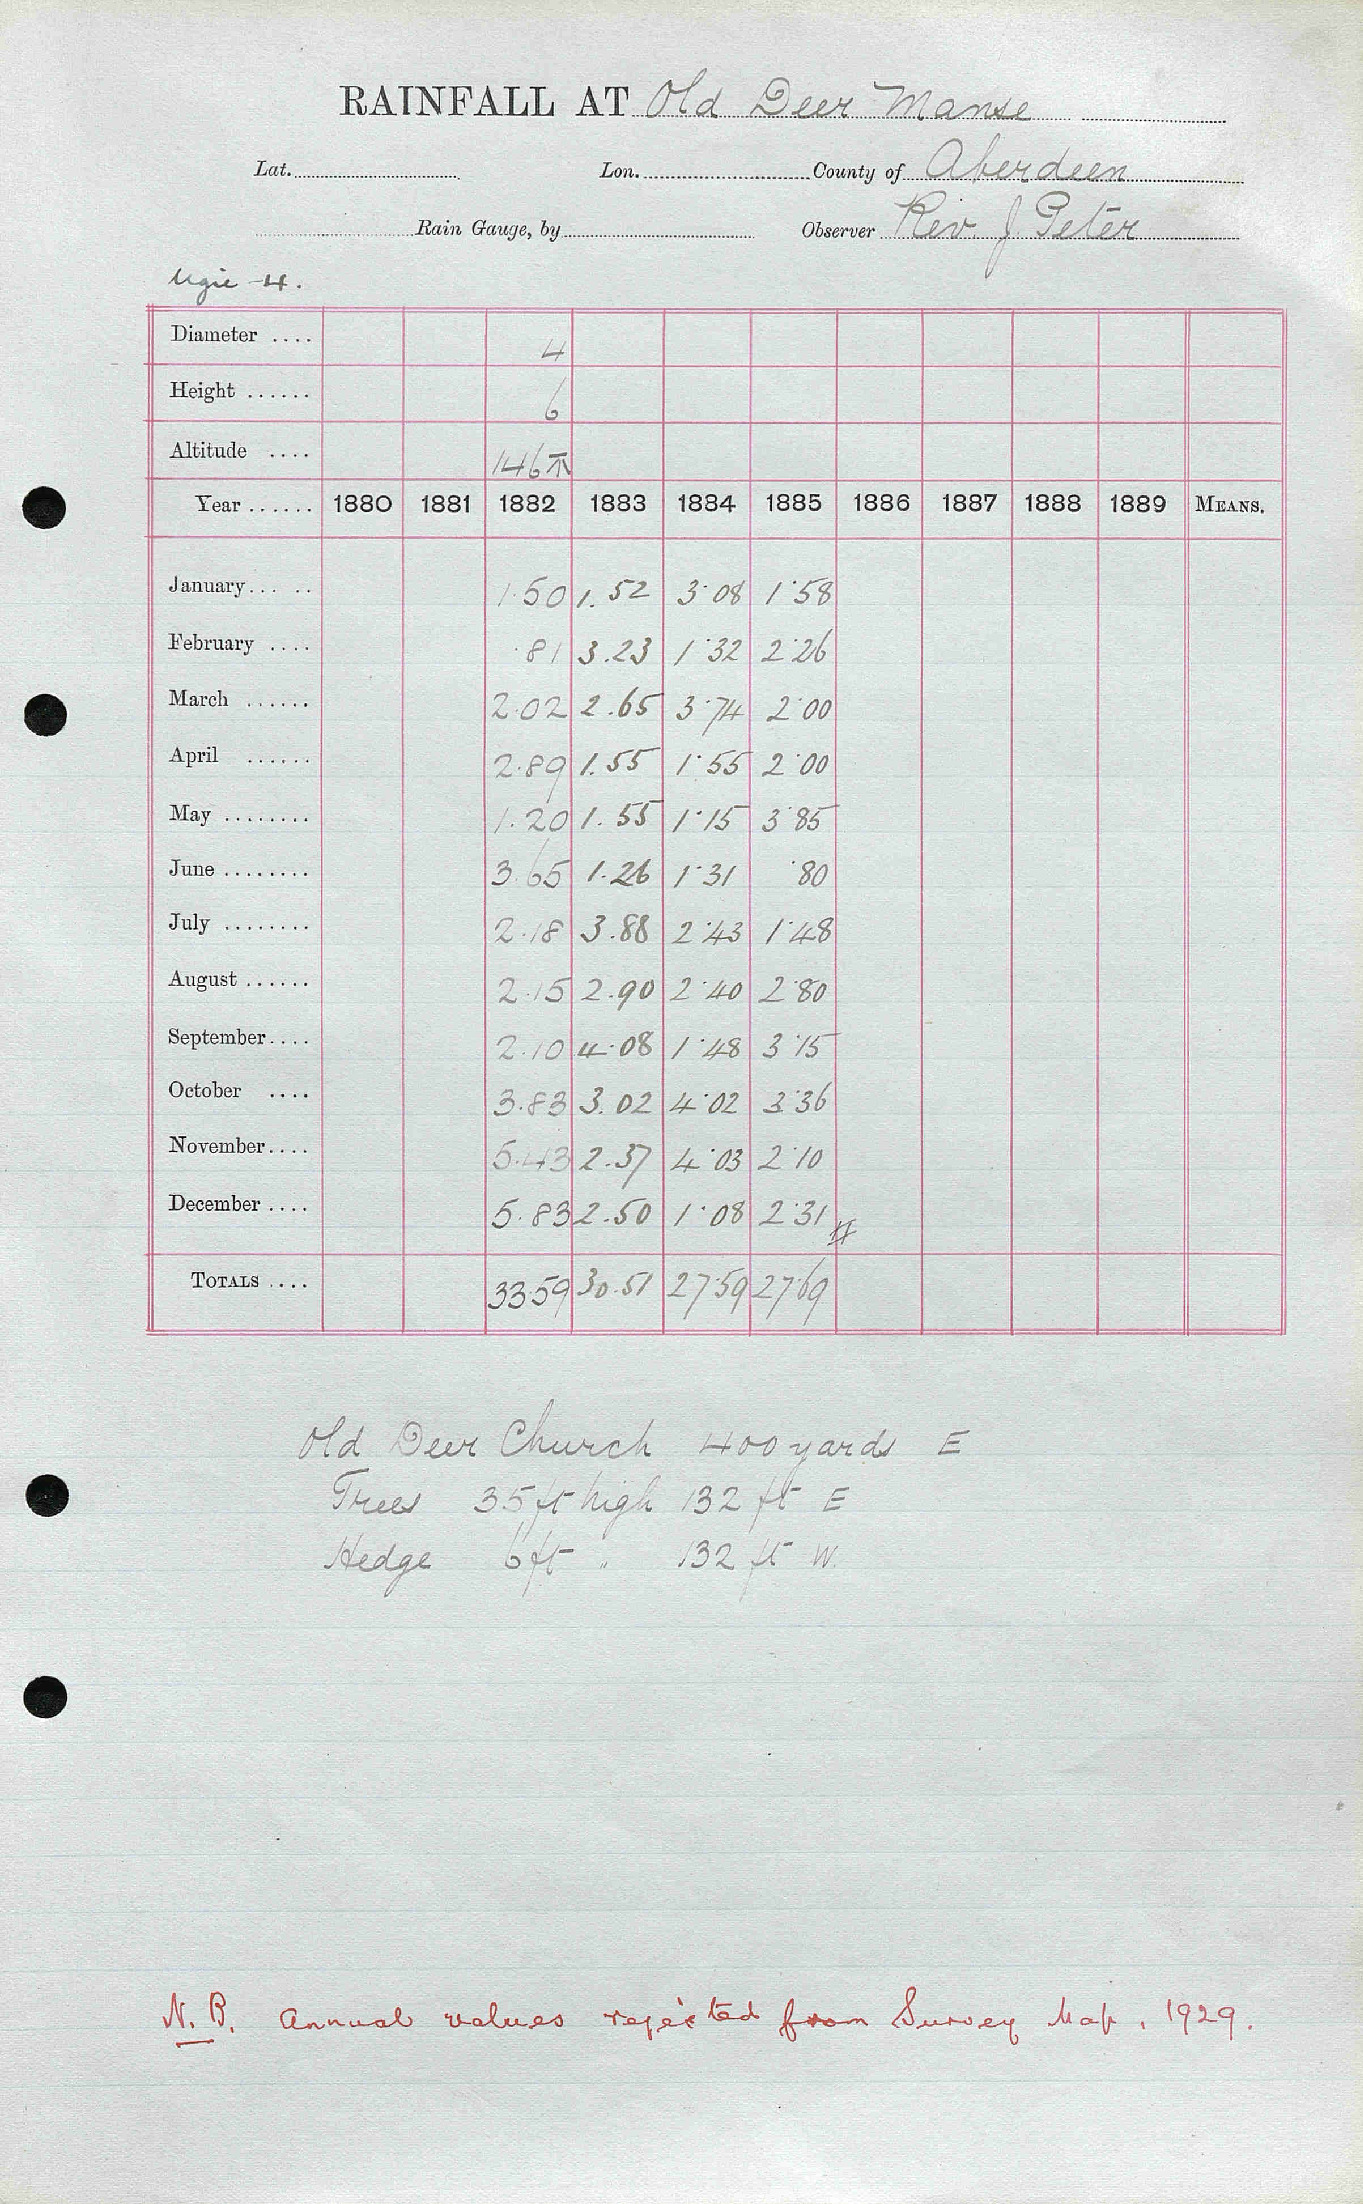 RAINFALL AT Old Deer Manse
Lat. Lon. County of Aberdeen
Rain Gauge, by Observer Rev. J Peter
Ugie 4.
Diameter .... 4
Height ...... 6
Altitude .... 146
Year ...... 1880 1881 1882 1883 1884 1885 1886 1887 1888 1889 MEANS.
January... .. 1.50 1.52 3.08 1.58
February .... .81 3.23 1.32 2.26
March ...... 2.02 2.65 3.74 2.00
April ...... 2.89 1.55 1.55 2.00
May ........ 1.20 1.55 1.15 3.85
June ........ 3.65 1.26 1.31 .80
July ........ 2.18 3.88 2.43 1.48
August ...... 2.15 2.90 2.40 2.80
September.... 2.10 4.08 1.48 3.15
October .... 3.83 3.02 4.02 3.36
November.... 5.43 2.37 4.03 2.10
December .... 5.83 2.50 1.08 2.31
TOTALS .... 33.59 30.51 27.59 27.69
Old Deer Church 400 yards E
Trees 35 ft high 132 ft E
Hedge 6 ft " 132 ft W.
N.B. Annual values rejected from Survey Map, 1929.